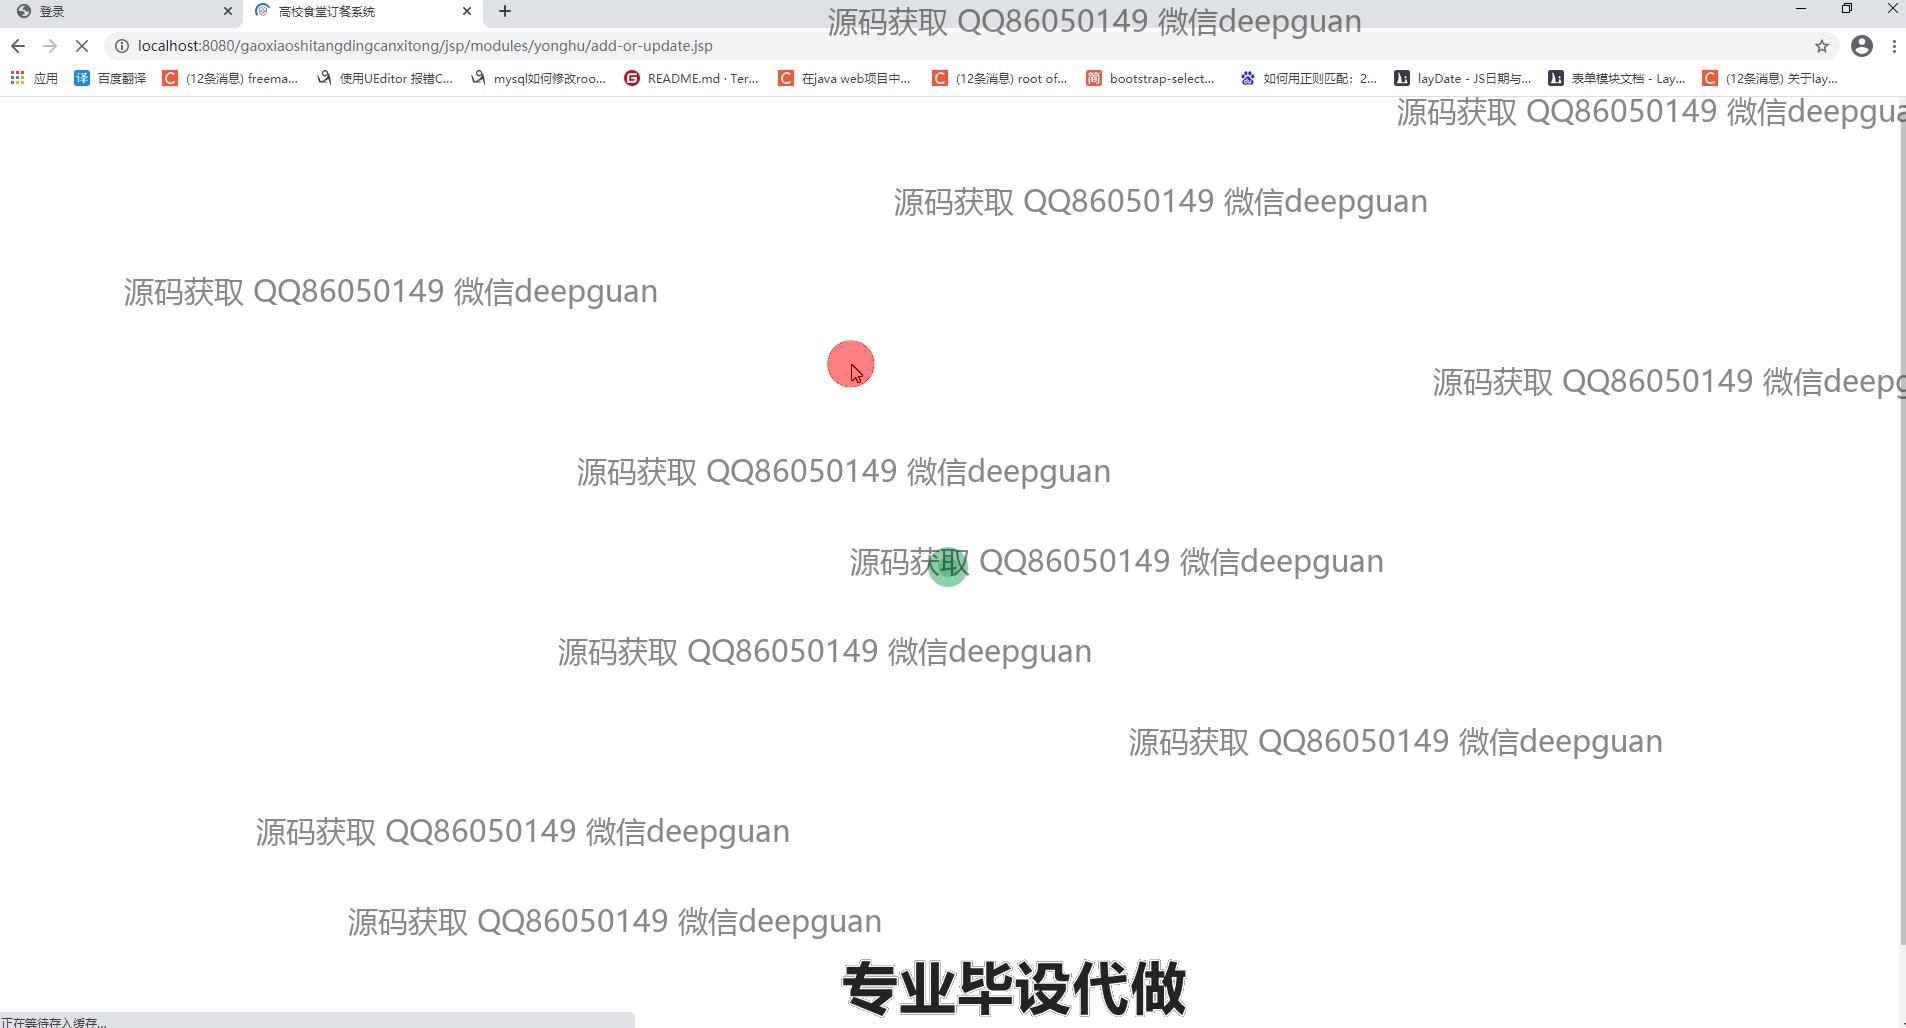 登录
高校食堂订餐系统
源码获取 QQ86050149 微信deepguan
localhost:8080/gaoxiaoshitangdingcanxitong/jsp/modules/yonghu/add-or-update.jsp
应用
译 百度翻译
C (12条消息) freema...
使用UEditor 报错C...
mysql如何修改roo...
G README.md · Ter...
C 在java web项目中...
C (12条消息) root of...
简 bootstrap-select...
如何用正则匹配：2...
layDate - JS日期与...
表单模块文档 - Lay...
C (12条消息) 关于lay...
源码获取 QQ86050149 微信deepgua
源码获取 QQ86050149 微信deepguan
源码获取 QQ86050149 微信deepguan
源码获取 QQ86050149 微信deepg
源码获取 QQ86050149 微信deepguan
源码获取 QQ86050149 微信deepguan
源码获取 QQ86050149 微信deepguan
源码获取 QQ86050149 微信deepguan
源码获取 QQ86050149 微信deepguan
源码获取 QQ86050149 微信deepguan
专业毕设代做
正在等待存入缓存...